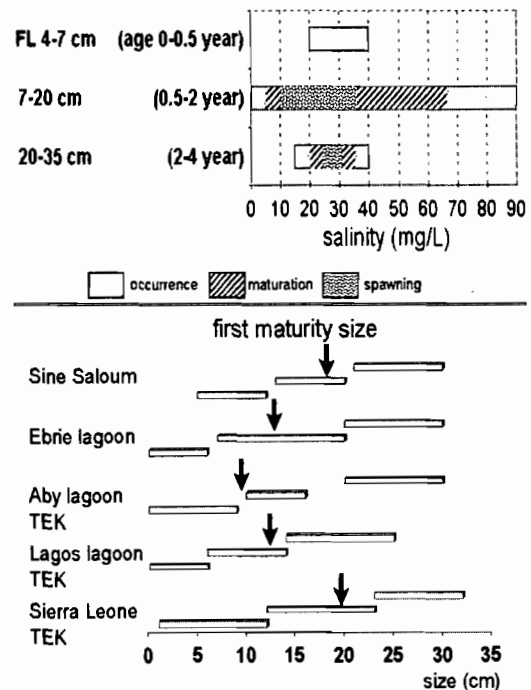 FL 4-7 cm (age 0-0.5 year)
7-20 cm (0.5-2 year)
20-35 cm (2-4 year)
0 10 20 30 40 50 60 70 80 90
salinity (mg/L)
occurrence maturation spawning
first maturity size
Sine Saloum
Ebrie lagoon
Aby lagoon
TEK
Lagos lagoon
TEK
Sierra Leone
TEK
0 5 10 15 20 25 30 35
size (cm)